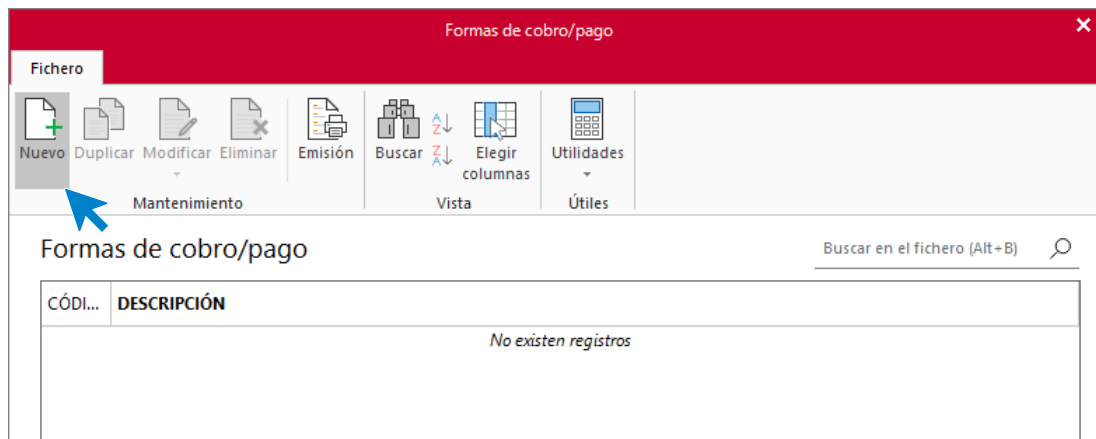 Formas de cobro/pago
Fichero
Nuevo Duplicar Modificar Eliminar Emisión Buscar Elegir columnas Utilidades
Mantenimiento Vista Útiles
Formas de cobro/pago
Buscar en el fichero (Alt+B)
CÓDI... DESCRIPCIÓN
No existen registros